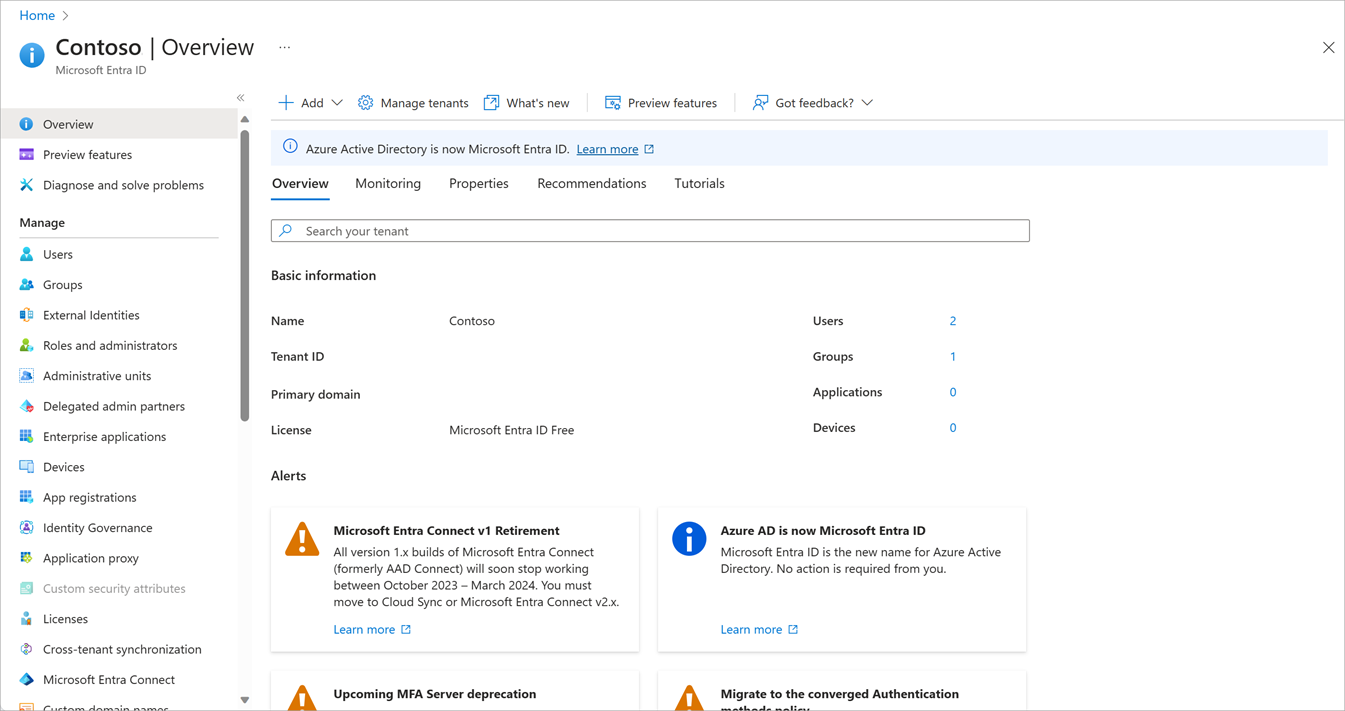 Home
Contoso | Overview ...
Microsoft Entra ID
Overview
Preview features
Diagnose and solve problems
Manage
Users
Groups
External Identities
Roles and administrators
Administrative units
Delegated admin partners
Enterprise applications
Devices
App registrations
Identity Governance
Application proxy
Custom security attributes
Licenses
Cross-tenant synchronization
Microsoft Entra Connect
Custom domain names
Add Manage tenants What's new Preview features Got feedback?
Azure Active Directory is now Microsoft Entra ID. Learn more
Overview Monitoring Properties Recommendations Tutorials
Search your tenant
Basic information
Name Contoso Users 2
Tenant ID Groups 1
Primary domain Applications 0
License Microsoft Entra ID Free Devices 0
Alerts
Microsoft Entra Connect v1 Retirement
All version 1.x builds of Microsoft Entra Connect
(formerly AAD Connect) will soon stop working
between October 2023 – March 2024. You must
move to Cloud Sync or Microsoft Entra Connect v2.x.
Learn more
Azure AD is now Microsoft Entra ID
Microsoft Entra ID is the new name for Azure Active
Directory. No action is required from you.
Learn more
Upcoming MFA Server deprecation
Migrate to the converged Authentication
methods policy